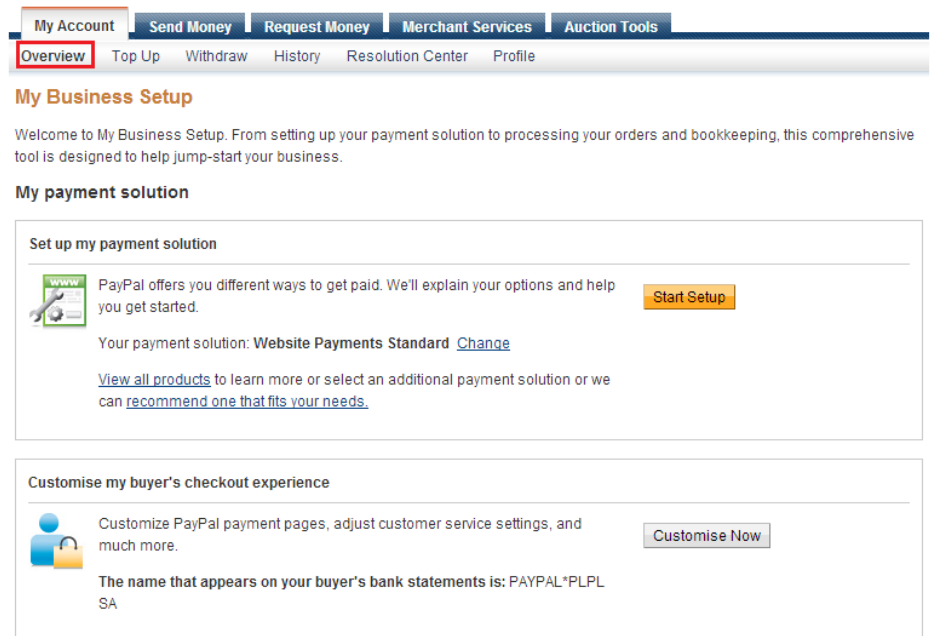 My Account Send Money Request Money Merchant Services Auction Tools
Overview Top Up Withdraw History Resolution Center Profile
My Business Setup
Welcome to My Business Setup. From setting up your payment solution to processing your orders and bookkeeping, this comprehensive
tool is designed to help jump-start your business.
My payment solution
Set up my payment solution
www
PayPal offers you different ways to get paid. We'll explain your options and help
you get started.
Start Setup
Your payment solution: Website Payments Standard Change
View all products to learn more or select an additional payment solution or we
can recommend one that fits your needs.
Customise my buyer's checkout experience
Customize PayPal payment pages, adjust customer service settings, and
much more.
Customise Now
The name that appears on your buyer's bank statements is: PAYPAL*PLPL
SA